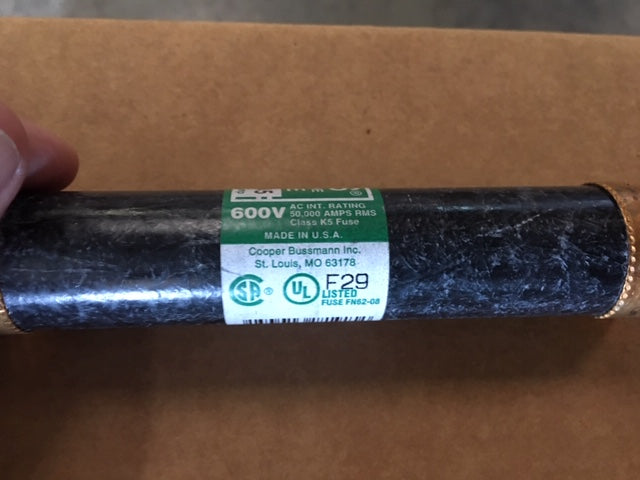 600V AC INT. RATING
50,000 AMPS RMS
Class K5 Fuse
MADE IN U.S.A.
Cooper Bussmann Inc.
St. Louis, MO 63178
SA ® UL F29
LISTED
FUSE FN62-08